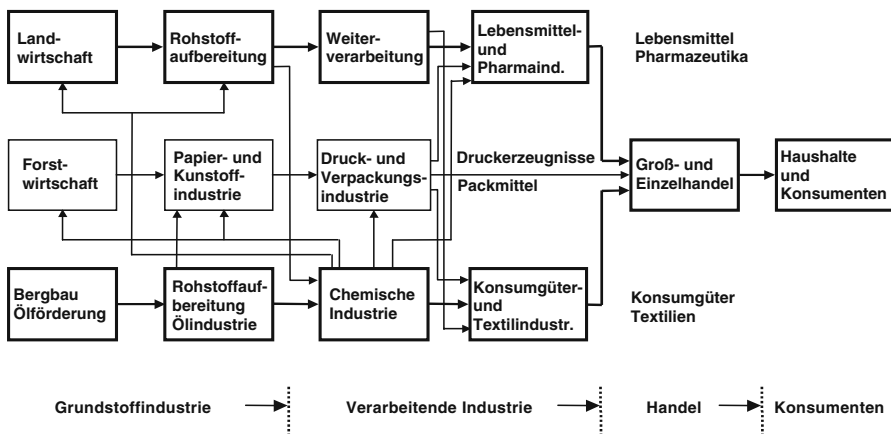 Land-
wirtschaft
Rohstoff-
aufbereitung
Weiter-
verarbeitung
Lebensmittel-
und
Pharmaind.
Lebensmittel
Pharmazeutika
Forst-
wirtschaft
Papier- und
Kunstoff-
industrie
Druck- und
Verpackungs-
industrie
Druckerzeugnisse
Packmittel
Groß- und
Einzelhandel
Haushalte
und
Konsumenten
Bergbau
Ölförderung
Rohstoffauf-
bereitung
Ölindustrie
Chemische
Industrie
Konsumgüter-
und
Textilindustr.
Konsumgüter
Textilien
Grundstoffindustrie
Verarbeitende Industrie
Handel
Konsumenten